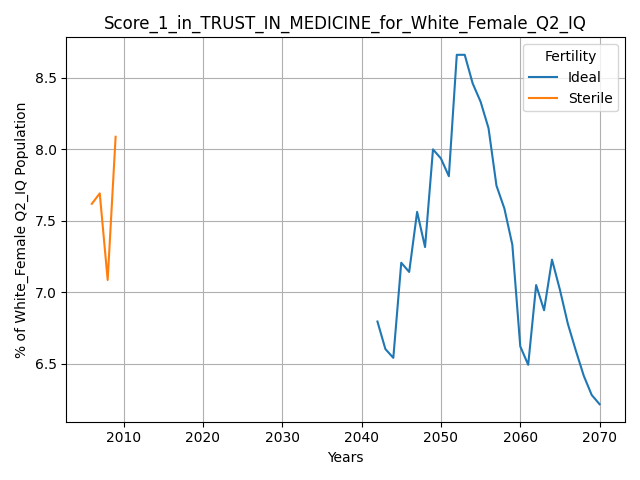 Score_1_in_TRUST_IN_MEDICINE_for_White_Female_Q2_IQ
% of White_Female Q2_IQ Population
8.5
8.0
7.5
7.0
6.5
Fertility
Ideal
Sterile
2010 2020 2030 2040 2050 2060 2070
Years